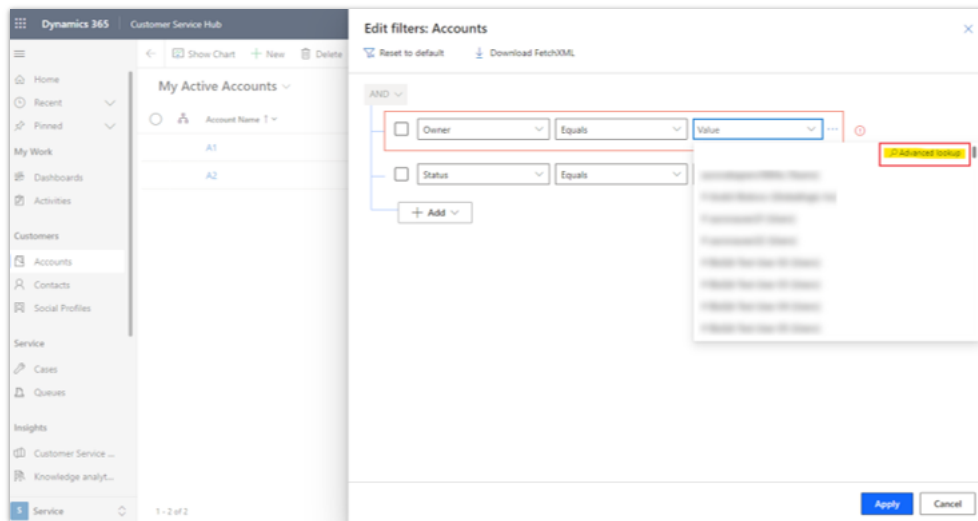 Dynamics 365 Customer Service Hub
Home
Recent
Pinned
My Work
Dashboards
Activities
Customers
Accounts
Contacts
Social Profiles
Service
Cases
Queues
Insights
Customer Service ...
Knowledge analyt...
S Service
Show Chart New Delete
My Active Accounts
Account Name ↑
A1
A2
1 - 2 of 2
Edit filters: Accounts
Reset to default Download FetchXML
AND
Owner Equals Value
Advanced lookup
Status Equals
Add
Apply Cancel